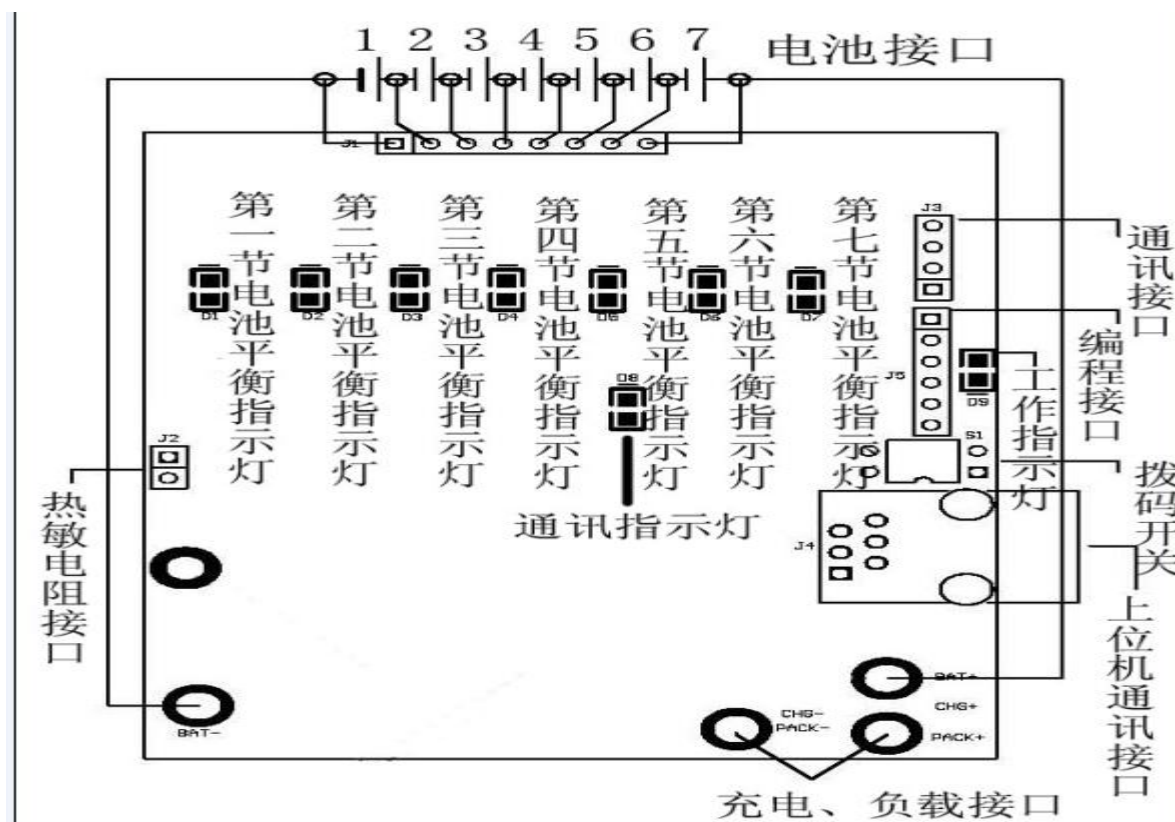 1 2 3 4 5 6 7
电池接口
J1
第一节电池平衡指示灯
第二节电池平衡指示灯
第三节电池平衡指示灯
第四节电池平衡指示灯
第五节电池平衡指示灯
第六节电池平衡指示灯
第七节电池平衡指示灯
D1
D2
D3
D4
D5
D6
D7
J3
通讯接口
编程接口
J5
D9
工作指示灯
D8
通讯指示灯
S1
拨码开关
J2
热敏电阻接口
J4
上位机通讯接口
BAT+
CHG+
PACK+
CHG-
PACK-
BAT-
充电、负载接口